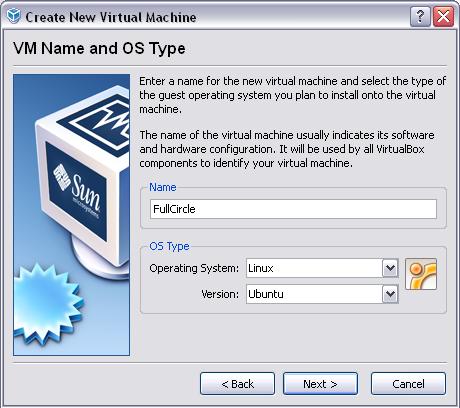 Create New Virtual Machine
VM Name and OS Type
Enter a name for the new virtual machine and select the type of
the guest operating system you plan to install onto the virtual
machine.
The name of the virtual machine usually indicates its software
and hardware configuration. It will be used by all VirtualBox
components to identify your virtual machine.
Sun
microsystems
Name
FullCircle
OS Type
Operating System: Linux
Version: Ubuntu
< Back Next > Cancel